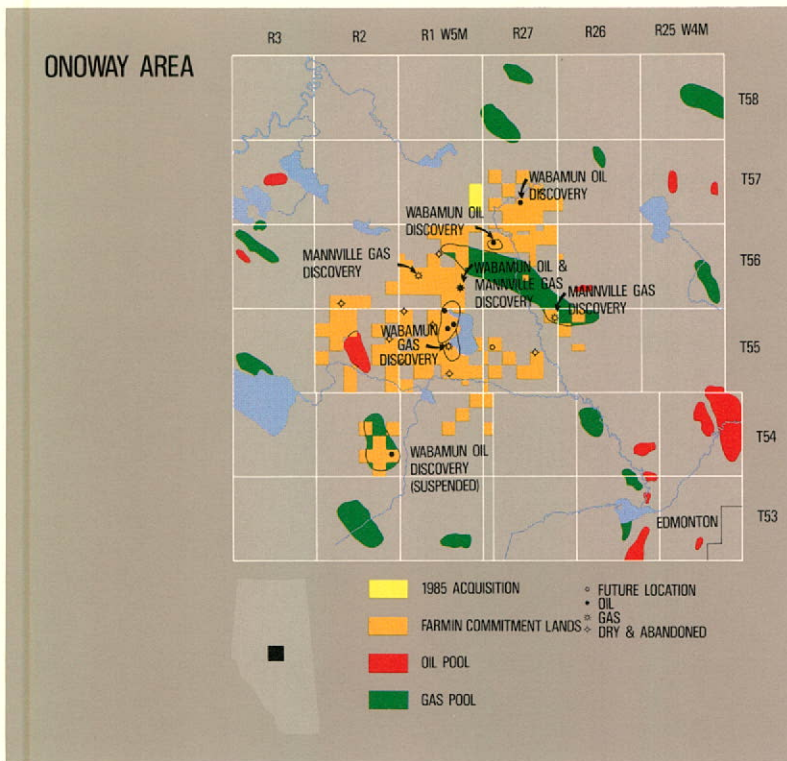 ONOWAY AREA
R3
R2
R1 W5M
R27
R26
R25 W4M
T58
T57
T56
T55
T54
T53
WABAMUN OIL
DISCOVERY
WABAMUN OIL
DISCOVERY
MANNVILLE GAS
DISCOVERY
WABAMUN OIL &
MANNVILLE GAS
DISCOVERY
MANNVILLE GAS
DISCOVERY
WABAMUN
GAS
DISCOVERY
WABAMUN OIL
DISCOVERY
(SUSPENDED)
EDMONTON
1985 ACQUISITION
FARMIN COMMITMENT LANDS
OIL POOL
GAS POOL
FUTURE LOCATION
OIL
GAS
DRY & ABANDONED